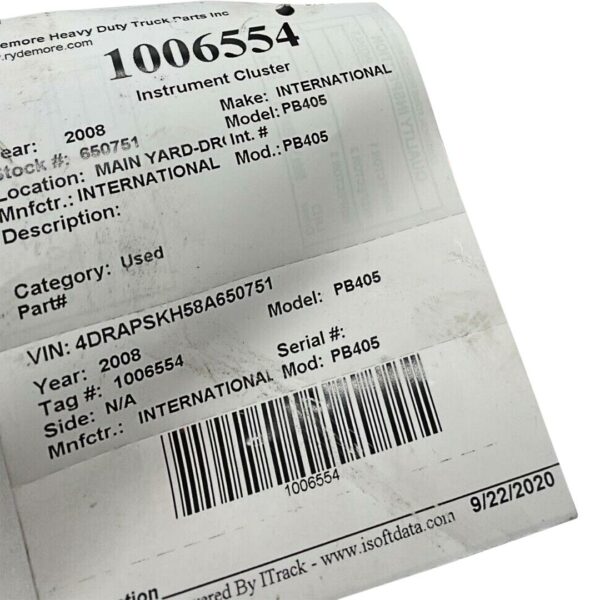 demore Heavy Duty Truck Parts Inc
.rydemore.com
1006554
Instrument Cluster
ear: 2008 Make: INTERNATIONAL
Stock #: 650751 Model: PB405
Location: MAIN YARD-DR Int. #
Mnfctr.: INTERNATIONAL Mod.: PB405
Description:
Category: Used
Part#
VIN: 4DRAPSKH58A650751 Model: PB405
Year: 2008
Tag #: 1006554 Serial #:
Side: N/A Mod: PB405
Mnfctr.: INTERNATIONAL
1006554
9/22/2020
ered By ITrack - www.isoftdata.com